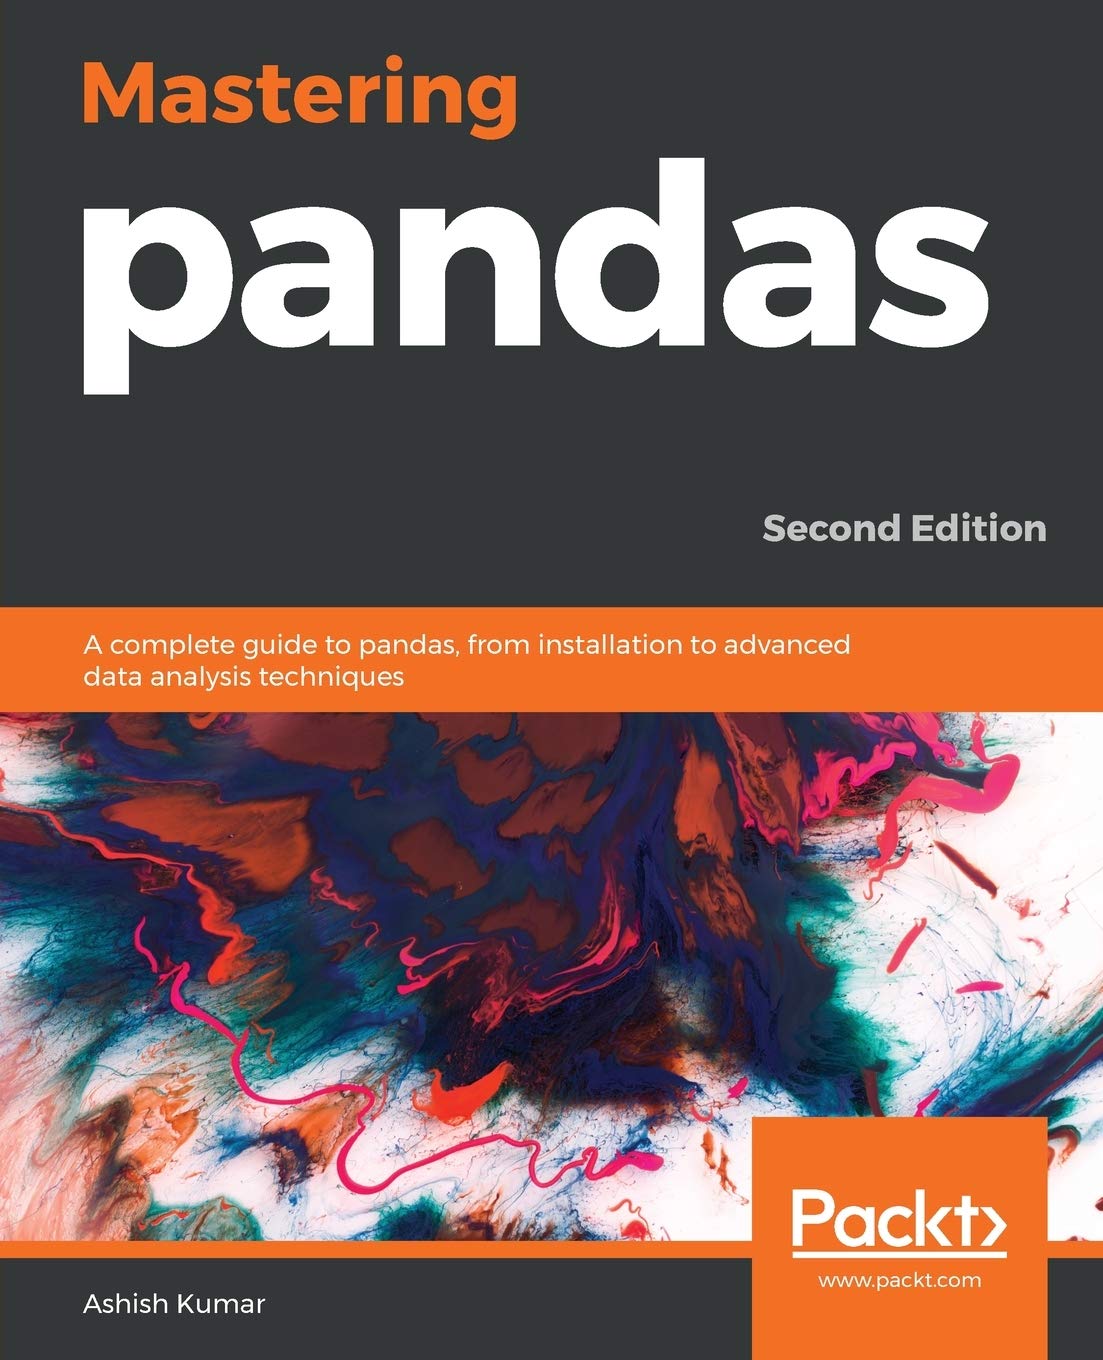 Mastering
pandas
Second Edition
A complete guide to pandas, from installation to advanced
data analysis techniques
Packt>
www.packt.com
Ashish Kumar